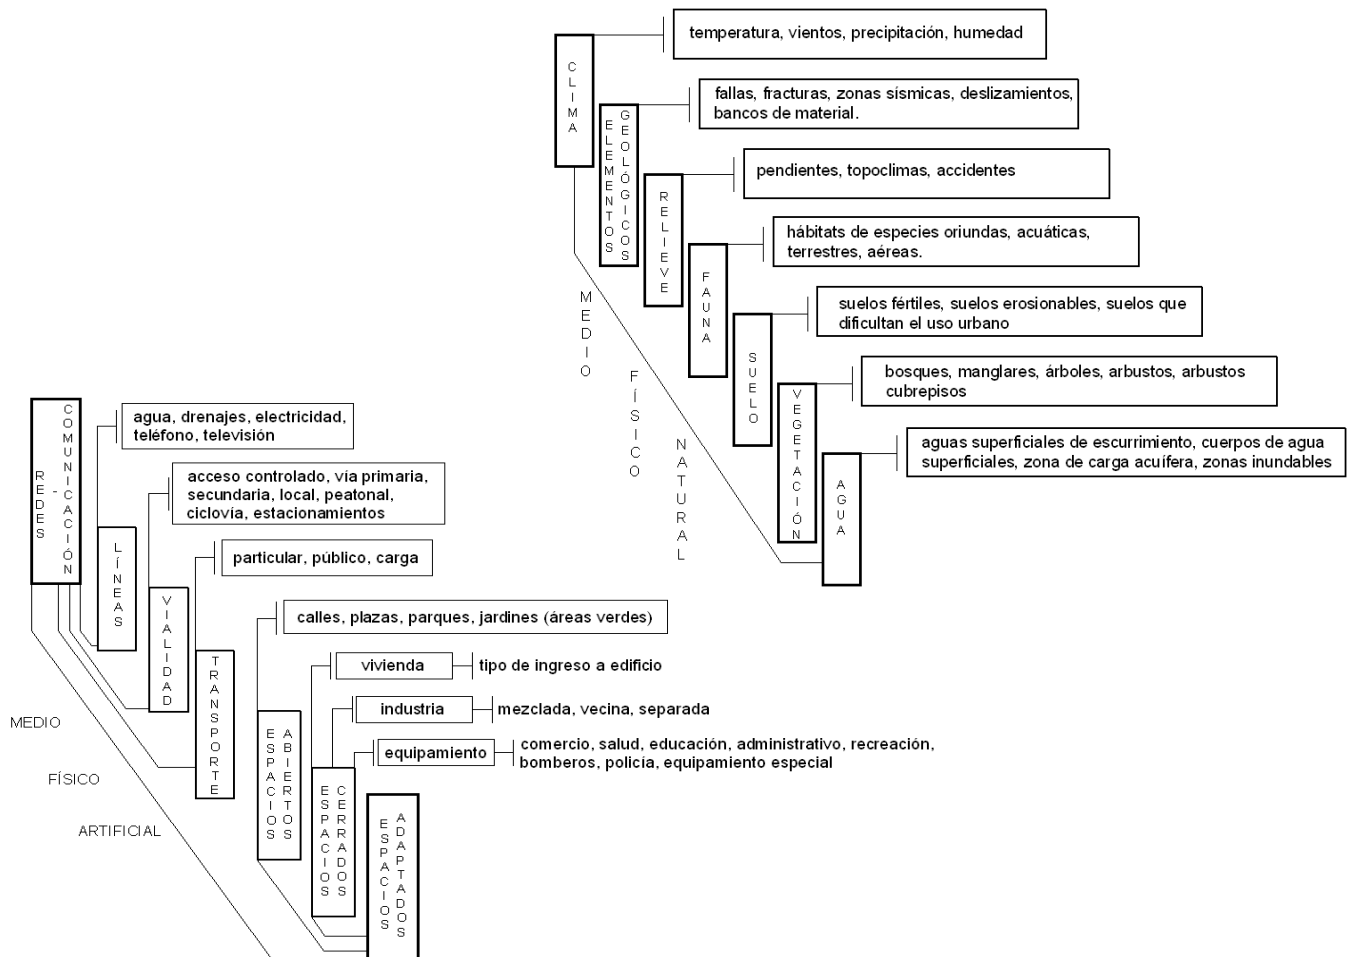 CLIMA
temperatura, vientos, precipitación, humedad
ELEMENTOS
GEOLÓGICOS
fallas, fracturas, zonas sísmicas, deslizamientos,
bancos de material.
RELIEVE
pendientes, topoclimas, accidentes
FAUNA
hábitats de especies oriundas, acuáticas,
terrestres, aéreas.
SUELO
suelos fértiles, suelos erosionables, suelos que
dificultan el uso urbano
VEGETACIÓN
bosques, manglares, árboles, arbustos, arbustos
cubrepisos
AGUA
aguas superficiales de escurrimiento, cuerpos de agua
superficiales, zona de carga acuífera, zonas inundables
MEDIO
FÍSICO
NATURAL
REDES -
COMUNICACIÓN
LÍNEAS
agua, drenajes, electricidad,
teléfono, televisión
VIALIDAD
acceso controlado, vía primaria,
secundaria, local, peatonal,
ciclovía, estacionamientos
TRANSPORTE
particular, público, carga
ESPACIOS
ABIERTOS
calles, plazas, parques, jardines (áreas verdes)
ESPACIOS
CERRADOS
vivienda
tipo de ingreso a edificio
industria
mezclada, vecina, separada
equipamiento
comercio, salud, educación, administrativo, recreación,
bomberos, policía, equipamiento especial
ESPACIOS
ADAPTADOS
MEDIO
FÍSICO
ARTIFICIAL